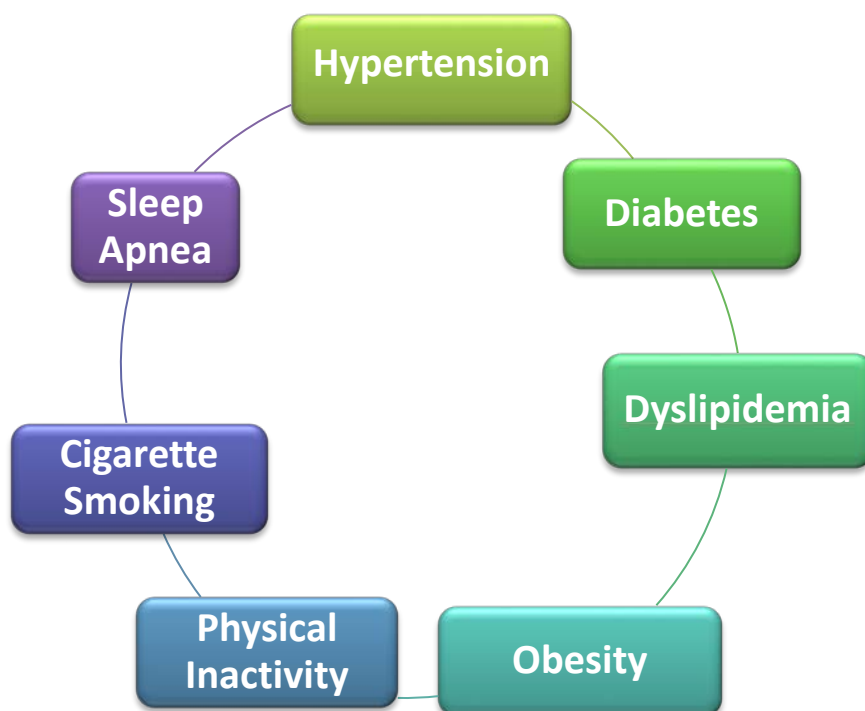 Hypertension
Diabetes
Dyslipidemia
Obesity
Physical
Inactivity
Cigarette
Smoking
Sleep
Apnea